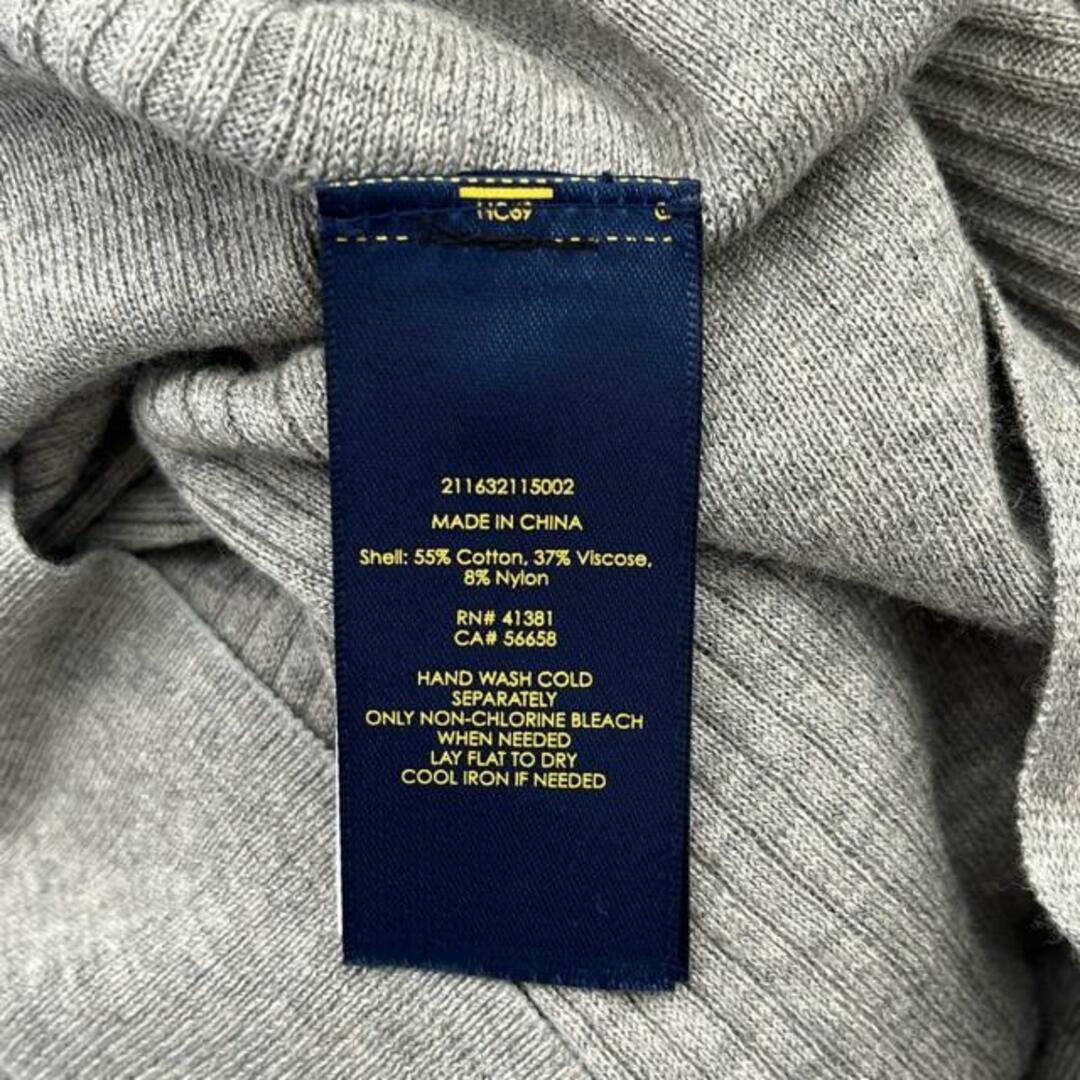 211632115002
MADE IN CHINA
Shell: 55% Cotton, 37% Viscose,
8% Nylon
RN# 41381
CA# 56658
HAND WASH COLD
SEPARATELY
ONLY NON-CHLORINE BLEACH
WHEN NEEDED
LAY FLAT TO DRY
COOL IRON IF NEEDED